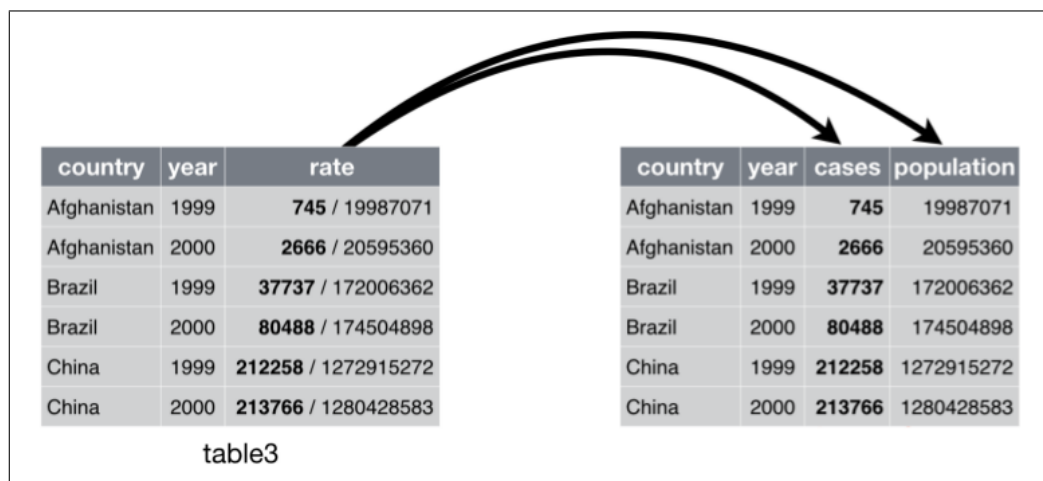 country year rate
Afghanistan 1999 745 / 19987071
Afghanistan 2000 2666 / 20595360
Brazil 1999 37737 / 172006362
Brazil 2000 80488 / 174504898
China 1999 212258 / 1272915272
China 2000 213766 / 1280428583
table3
country year cases population
Afghanistan 1999 745 19987071
Afghanistan 2000 2666 20595360
Brazil 1999 37737 172006362
Brazil 2000 80488 174504898
China 1999 212258 1272915272
China 2000 213766 1280428583